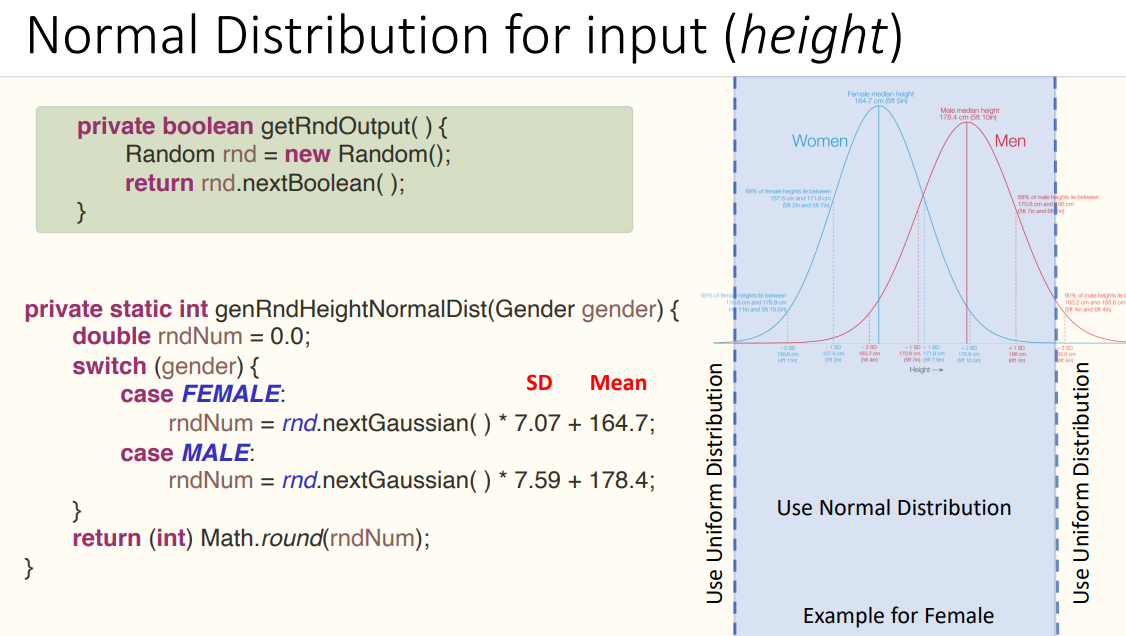 Normal Distribution for input (height)
private boolean getRndOutput( ) {
Random rnd = new Random();
return rnd.nextBoolean( );
}
private static int genRndHeightNormalDist(Gender gender) {
double rndNum = 0.0;
switch (gender) {
case FEMALE:
SD Mean
rndNum = rnd.nextGaussian( ) * 7.07 + 164.7;
case MALE:
rndNum = rnd.nextGaussian( ) * 7.59 + 178.4;
}
return (int) Math.round(rndNum);
}
Female median height
164.7 cm (5ft 5in)
Male median height
178.4 cm (5ft 10in)
Women
Men
68% of female heights lie between
157.6 cm and 171.8 cm
(5ft 2in and 5ft 7in)
68% of male heights lie between
170.8 cm and 186 cm
(5ft 7in and
95% of female heights lie between
cm and 178.9 cm
11in and 5ft 10.5in)
95% of male heights lie
163.2 cm and 193.6 cm
(5ft 4in and 6ft 4in)
- 2 SD
150.6 cm
(4ft 11in)
- 1 SD
157.6 cm
(5ft 2in)
- 2 SD
163.2 cm
(5ft 4in)
- 1 SD
170.8 cm
(5ft 7in)
+ 1 SD
171.8 cm
(5ft 7.5in)
+ 2 SD
178.9 cm
(5ft 10.5in)
+ 1 SD
186 cm
(6ft 1in)
+ 2 SD
Height
Use Uniform Distribution
Use Normal Distribution
Use Uniform Distribution
Example for Female